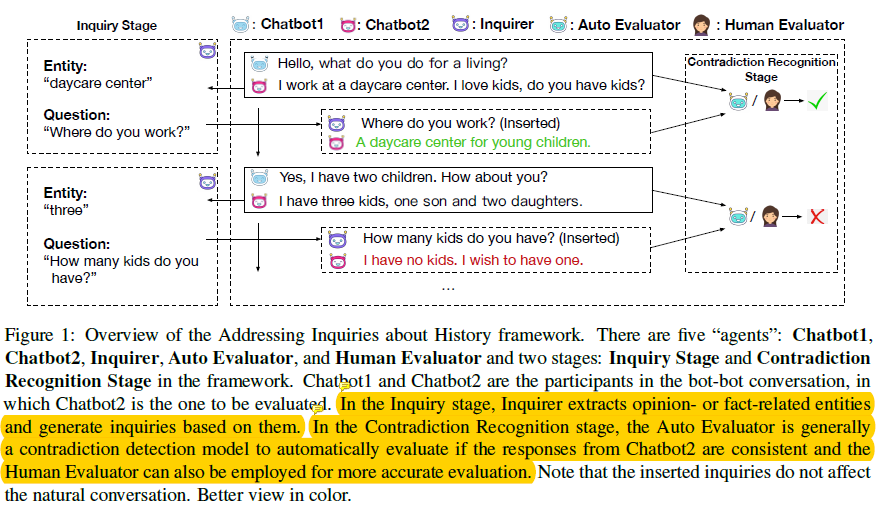 Inquiry Stage
: Chatbot1
: Chatbot2
: Inquirer
: Auto Evaluator
: Human Evaluator
Entity:
“daycare center”
Question:
“Where do you work?”
Hello, what do you do for a living?
I work at a daycare center. I love kids, do you have kids?
Where do you work? (Inserted)
A daycare center for young children.
Contradiction Recognition
Stage
/
Entity:
“three”
Question:
“How many kids do you
have?”
Yes, I have two children. How about you?
I have three kids, one son and two daughters.
How many kids do you have? (Inserted)
I have no kids. I wish to have one.
/
...
Figure 1: Overview of the Addressing Inquiries about History framework. There are five “agents”: Chatbot1,
Chatbot2, Inquirer, Auto Evaluator, and Human Evaluator and two stages: Inquiry Stage and Contradiction
Recognition Stage in the framework. Chatbot1 and Chatbot2 are the participants in the bot-bot conversation, in
which Chatbot2 is the one to be evaluated. In the Inquiry stage, Inquirer extracts opinion- or fact-related entities
and generate inquiries based on them. In the Contradiction Recognition stage, the Auto Evaluator is generally
a contradiction detection model to automatically evaluate if the responses from Chatbot2 are consistent and the
Human Evaluator can also be employed for more accurate evaluation. Note that the inserted inquiries do not affect
the natural conversation. Better view in color.